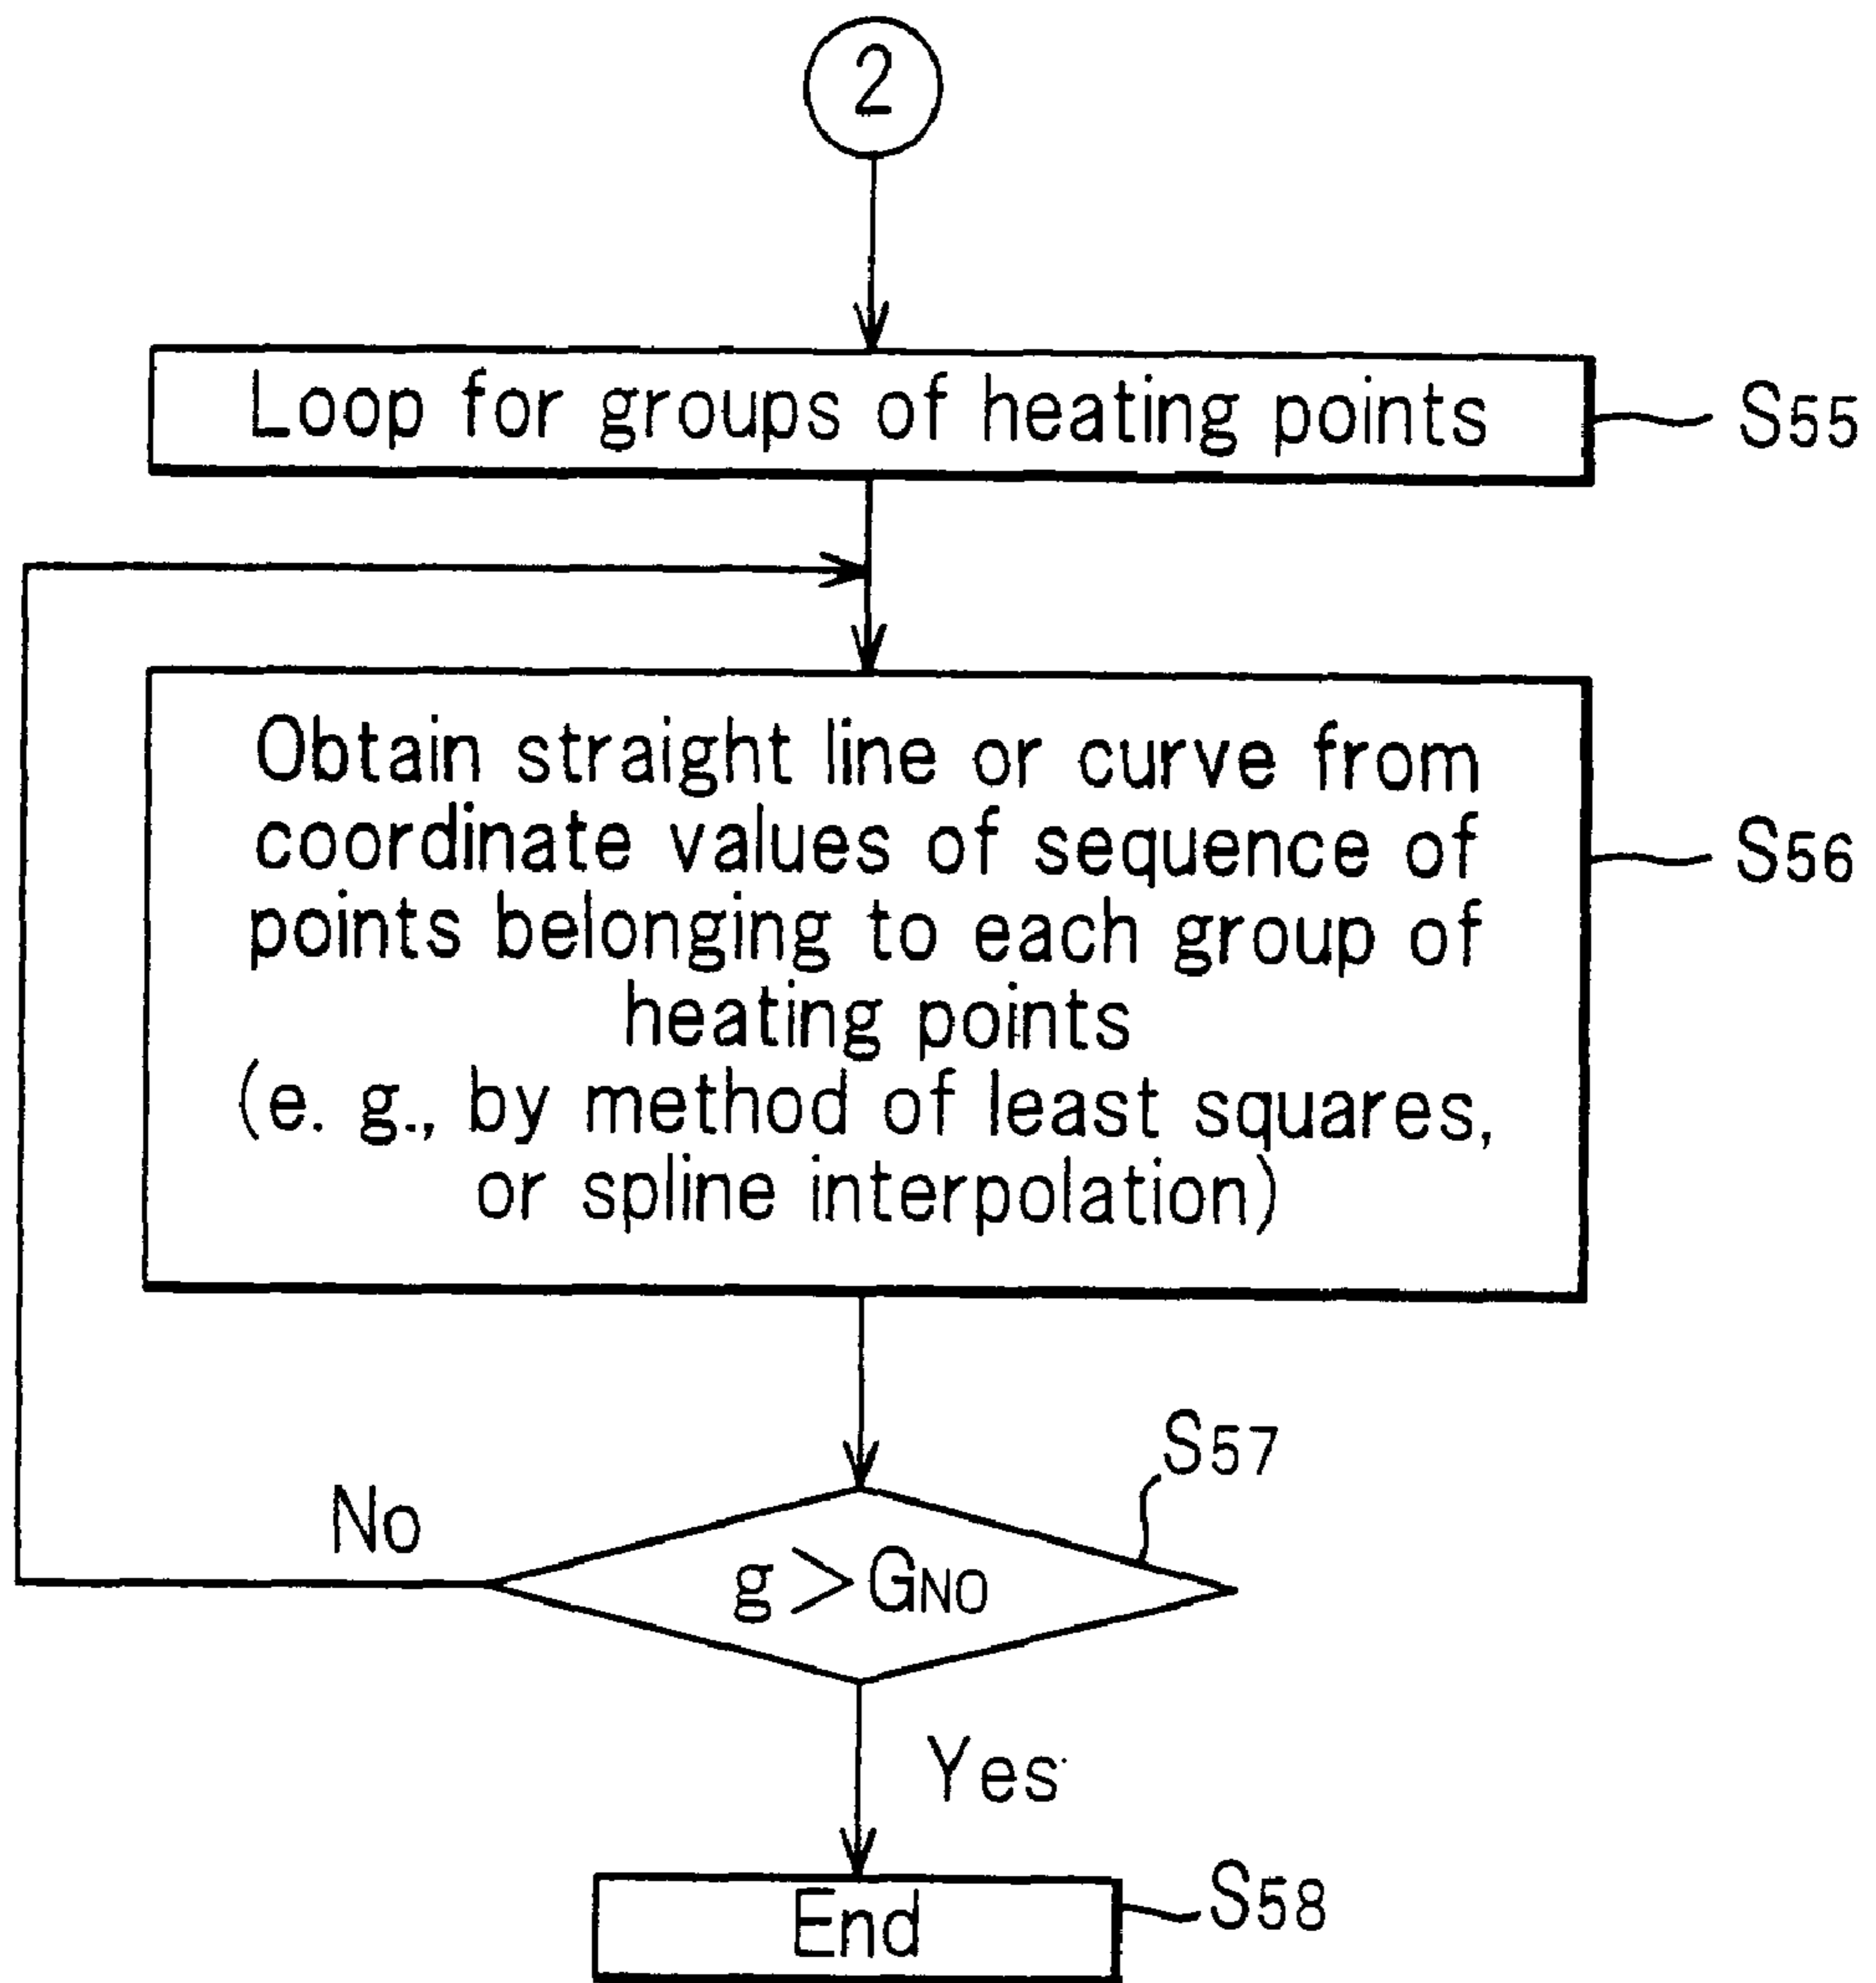 2
Loop for groups of heating points
S55
Obtain straight line or curve from
coordinate values of sequence of
points belonging to each group of
heating points
(e. g., by method of least squares,
or spline interpolation)
S56
S57
No
g > GNO
Yes
End
S58